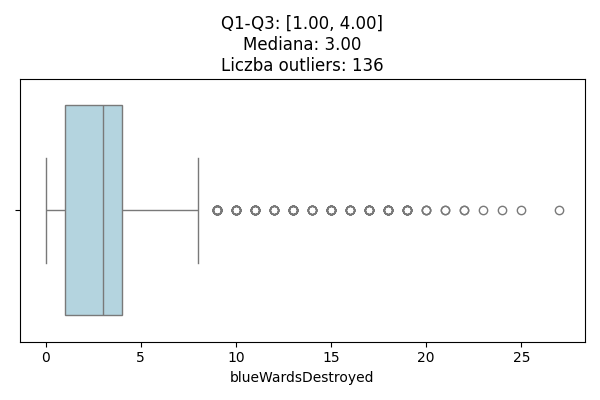 Q1-Q3: [1.00, 4.00]
Mediana: 3.00
Liczba outliers: 136
0 5 10 15 20 25
blueWardsDestroyed